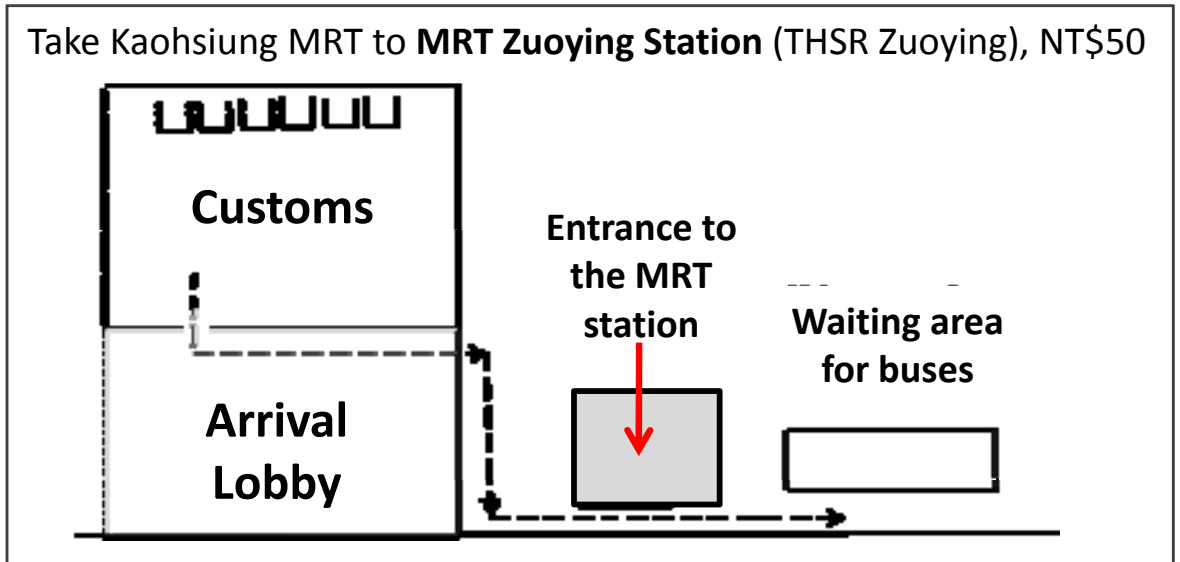 Take Kaohsiung MRT to MRT Zuoying Station (THSR Zuoying), NT$50
Customs
Entrance to
the MRT
station
Waiting area
for buses
Arrival
Lobby